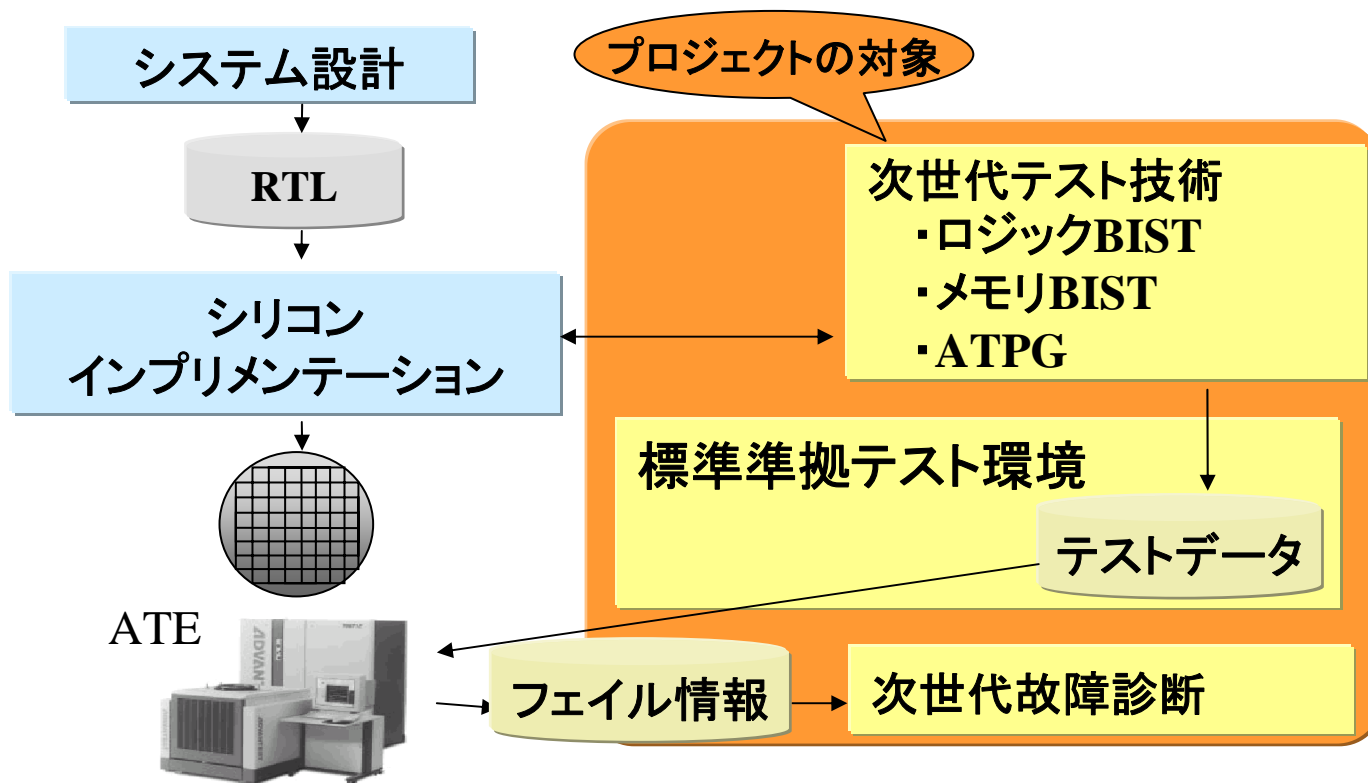 システム設計
プロジェクトの対象
RTL
次世代テスト技術
・ロジックBIST
・メモリBIST
・ATPG
シリコン
インプリメンテーション
標準準拠テスト環境
テストデータ
ATE
ADVANT
フェイル情報
次世代故障診断